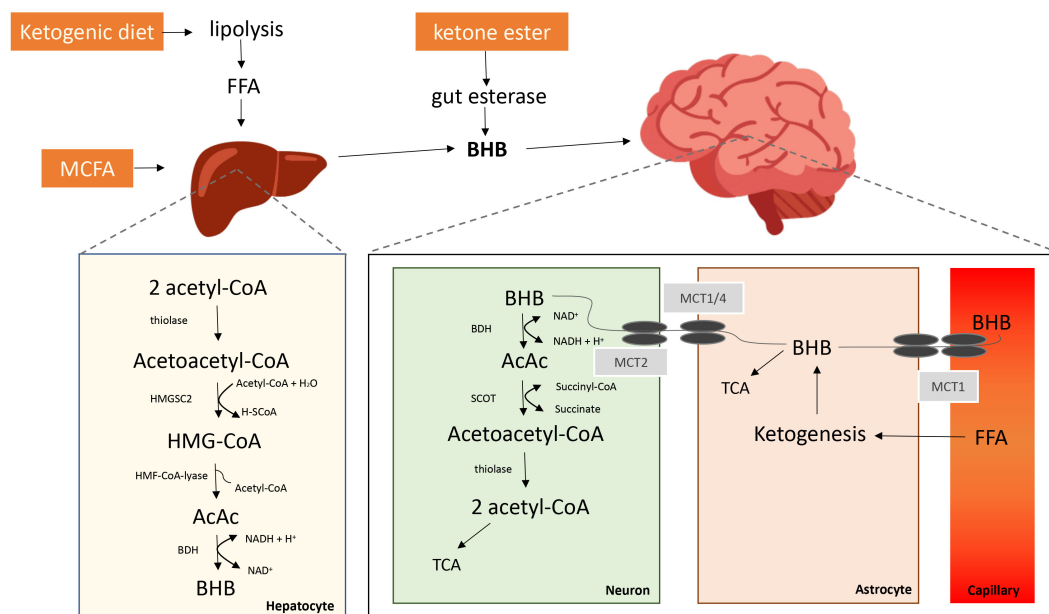 Ketogenic diet
lipolysis
FFA
MCFA
ketone ester
gut esterase
BHB
2 acetyl-CoA
thiolase
Acetoacetyl-CoA
HMGSC2
Acetyl-CoA + H₂O
H-SCoA
HMG-CoA
HMF-CoA-lyase
Acetyl-CoA
AcAc
BDH
NADH + H⁺
NAD⁺
BHB
Hepatocyte
BHB
BDH
NAD⁺
NADH + H⁺
AcAc
SCOT
Succinyl-CoA
Succinate
Acetoacetyl-CoA
thiolase
2 acetyl-CoA
TCA
Neuron
MCT1/4
MCT2
BHB
TCA
Ketogenesis
Astrocyte
BHB
MCT1
FFA
Capillary